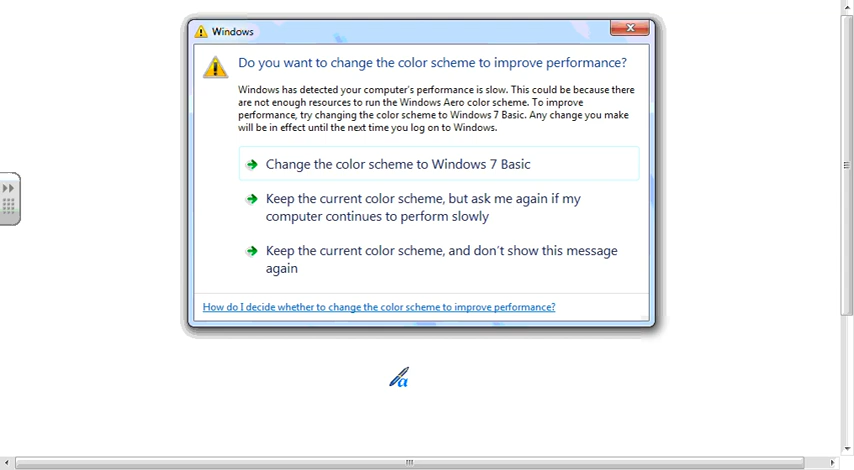 Windows
Do you want to change the color scheme to improve performance?
Windows has detected your computer's performance is slow. This could be because there
are not enough resources to run the Windows Aero color scheme. To improve
performance, try changing the color scheme to Windows 7 Basic. Any change you make
will be in effect until the next time you log on to Windows.
Change the color scheme to Windows 7 Basic
Keep the current color scheme, but ask me again if my
computer continues to perform slowly
Keep the current color scheme, and don't show this message
again
How do I decide whether to change the color scheme to improve performance?
a